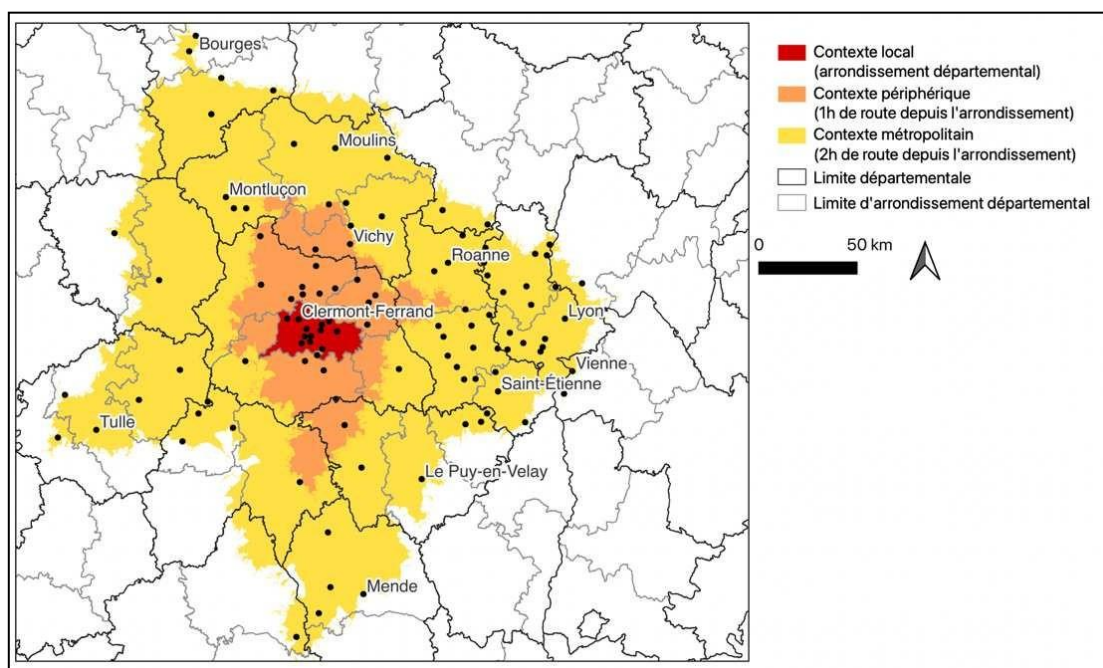 Bourges
Moulins
Montluçon
Vichy
Roanne
Clermont-Ferrand
Lyon
Vienne
Saint-Étienne
Tulle
Le Puy-en-Velay
Mende
Contexte local
(arrondissement départemental)
Contexte périphérique
(1h de route depuis l'arrondissement)
Contexte métropolitain
(2h de route depuis l'arrondissement)
Limite départementale
Limite d'arrondissement départemental
0 50 km